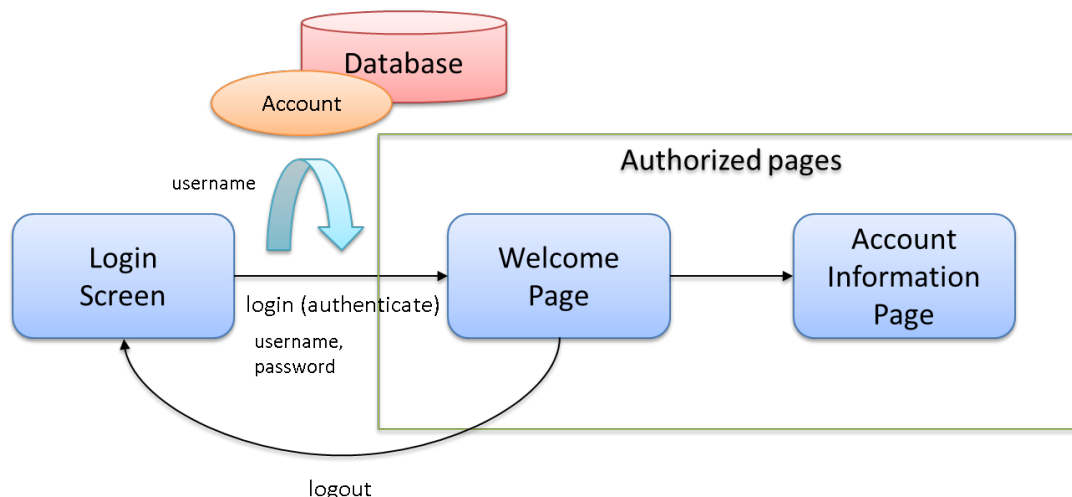 Database
Account
Authorized pages
username
Login
Screen
Welcome
Page
Account
Information
Page
login (authenticate)
username,
password
logout